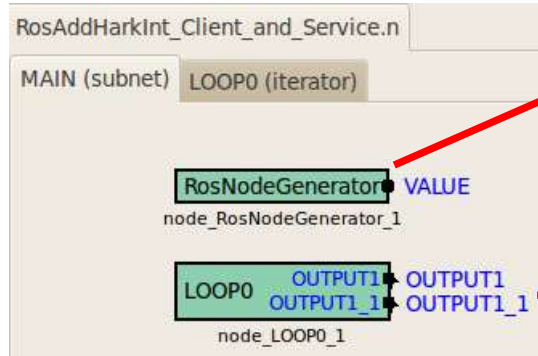 RosAddHarkInt_Client_and_Service.n
MAIN (subnet) LOOP0 (iterator)
RosNodeGenerator VALUE
node_RosNodeGenerator_1
OUTPUT1 OUTPUT1
LOOP0
OUTPUT1_1 OUTPUT1_1
node_LOOP0_1